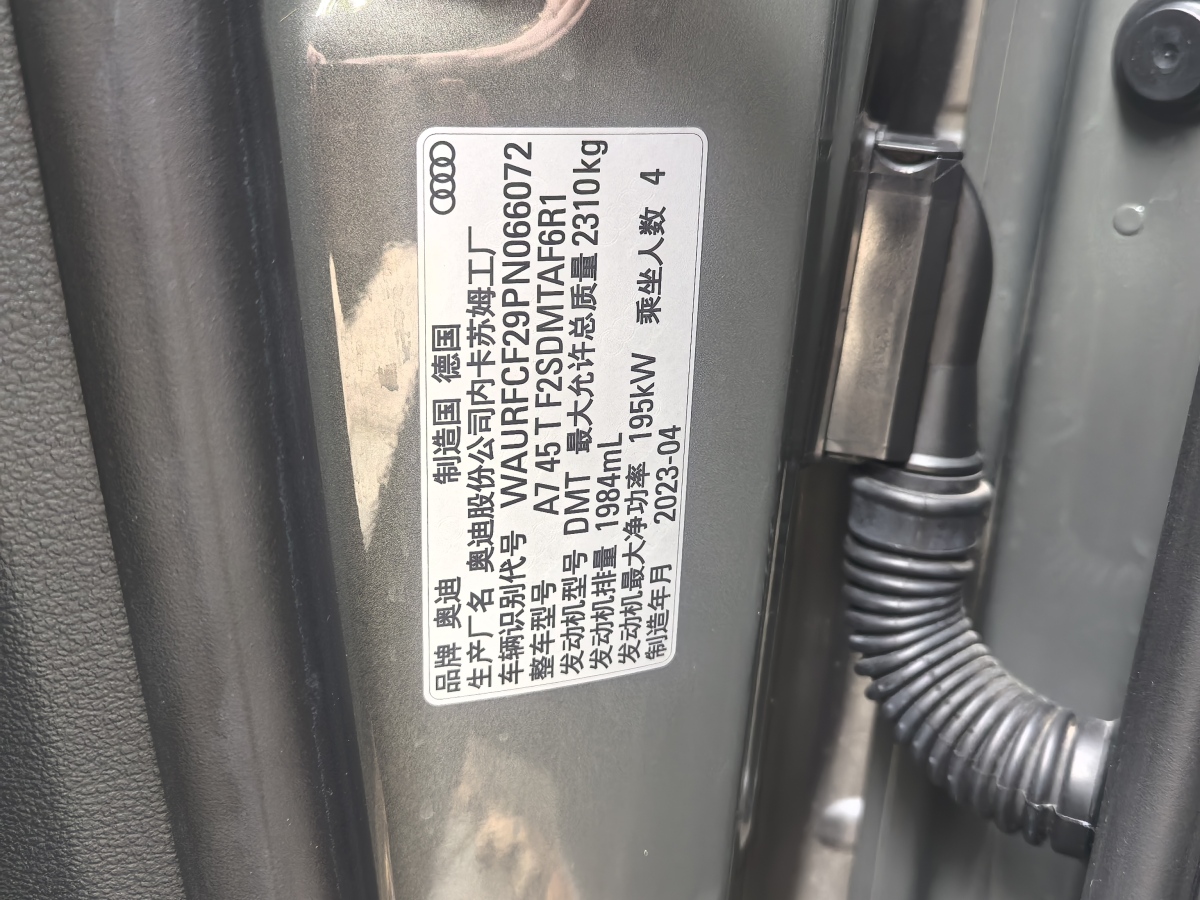 品牌 奥迪 制造国 德国
生产厂名 奥迪股份公司内卡苏姆工厂
车辆识别代号 WAURFCF29PN066072
整车型号 A7 45 T F2SDMTAF6R1
发动机型号 DMT 最大允许总质量 2310kg
发动机排量 1984mL
发动机最大净功率 195kW 乘坐人数 4
制造年月 2023-04